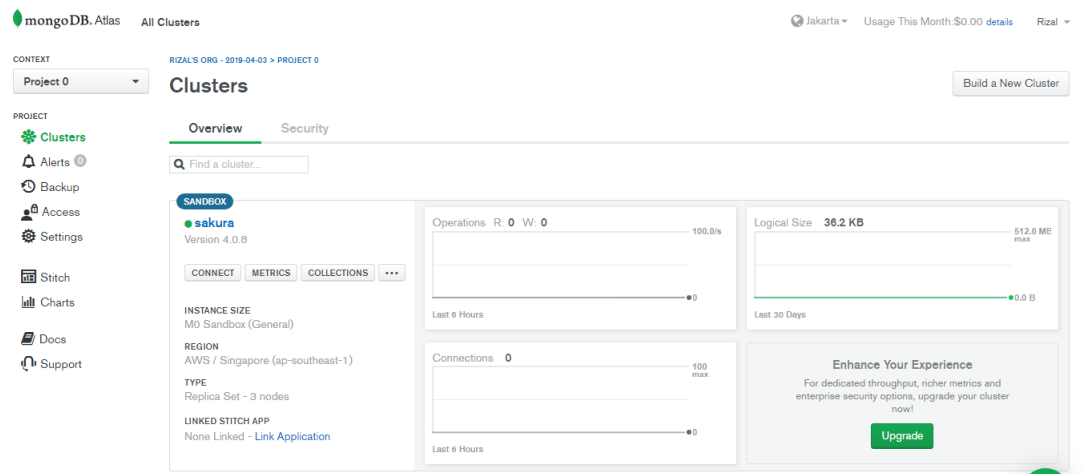 mongoDB. Atlas All Clusters Jakarta Usage This Month:$0.00 details Rizal
CONTEXT
Project 0
PROJECT
Clusters
Alerts 0
Backup
Access
Settings
Stitch
Charts
Docs
Support
RIZAL'S ORG - 2019-04-03 > PROJECT 0
Clusters
Build a New Cluster
Overview Security
Find a cluster...
SANDBOX
sakura
Version 4.0.8
CONNECT METRICS COLLECTIONS ...
INSTANCE SIZE
M0 Sandbox (General)
REGION
AWS / Singapore (ap-southeast-1)
TYPE
Replica Set - 3 nodes
LINKED STITCH APP
None Linked - Link Application
Operations R: 0 W: 0
100.0/s
0
Last 6 Hours
Logical Size 36.2 KB
512.0 MB
max
0.0 B
Last 30 Days
Connections 0
100
max
0
Last 6 Hours
Enhance Your Experience
For dedicated throughput, richer metrics and
enterprise security options, upgrade your cluster
now!
Upgrade